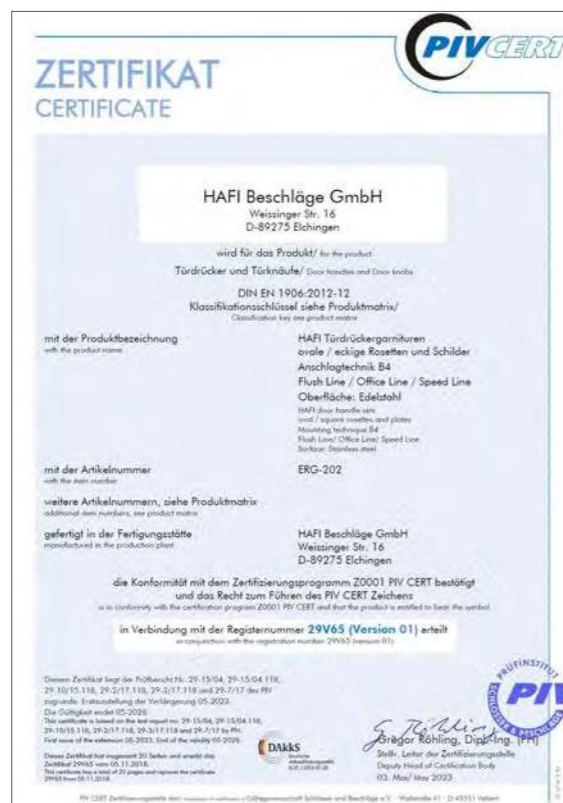 PIVCERT
ZERTIFIKAT
CERTIFICATE
HAFI Beschläge GmbH
Weissinger Str. 16
D-89275 Elchingen
wird für das Produkt/ for the product
Türdrücker und Türknäufe/ Door handles and Door knobs
DIN EN 1906:2012-12
Klassifikationsschlüssel siehe Produktmatrix/
Classification key see product matrix
mit der Produktbezeichnung
with the product name
HAFI Türdrückergarnituren
ovale / eckige Rosetten und Schilder
Anschlagtechnik B4
Flush Line / Office Line / Speed Line
Oberfläche: Edelstahl
HAFI door handle sets
oval / square rosettes and plates
Mounting technique B4
Flush Line/ Office Line/ Speed Line
Surface: Stainless steel
mit der Artikelnummer
with the item number
ERG-202
weitere Artikelnummern, siehe Produktmatrix
additional item numbers, see product matrix
gefertigt in der Fertigungsstätte
manufactured in the production plant
HAFI Beschläge GmbH
Weissinger Str. 16
D-89275 Elchingen
die Konformität mit dem Zertifizierungsprogramm Z0001 PIV CERT bestätigt
und das Recht zum Führen des PIV CERT Zeichens
is in conformity with the certification program Z0001 PIV CERT and that the product is entitled to bear the symbol
in Verbindung mit der Registernummer 29V65 (Version 01) erteilt
in conjunction with the registration number 29V65 (version 01)
Diesem Zertifikat liegt der Prüfbericht Nr. 29-15/04, 29-15/04.118,
29-10/15.118, 29-2/17.118, 29-3/17.118 und 29-7/17 des PIV
zugrunde. Erstausstellung der Verlängerung 05-2023.
Die Gültigkeit endet 05-2028.
This certificate is based on the test report no. 29-15/04, 29-15/04.118,
29-10/15.118, 29-2/17.118, 29-3/17.118 and 29-7/17 by PIV.
First issue of the extension 05-2023. End of the validity 05-2028.
Dieses Zertifikat hat insgesamt 20 Seiten und ersetzt das
Zertifikat 29V65 vom 05.11.2018.
This certificate has a total of 20 pages and replaces the certificate
29V65 from 05.11.2018.
DAkkS
Deutsche
Akkreditierungsstelle
PRÜFINSTITUT
PIV
SCHLÖSSER & BESCHLÄGE
Gregor Röhling, Dipl.-Ing. (FH)
Stellv. Leiter der Zertifizierungsstelle
Deputy Head of Certification Body
03. Mai/ May 2023